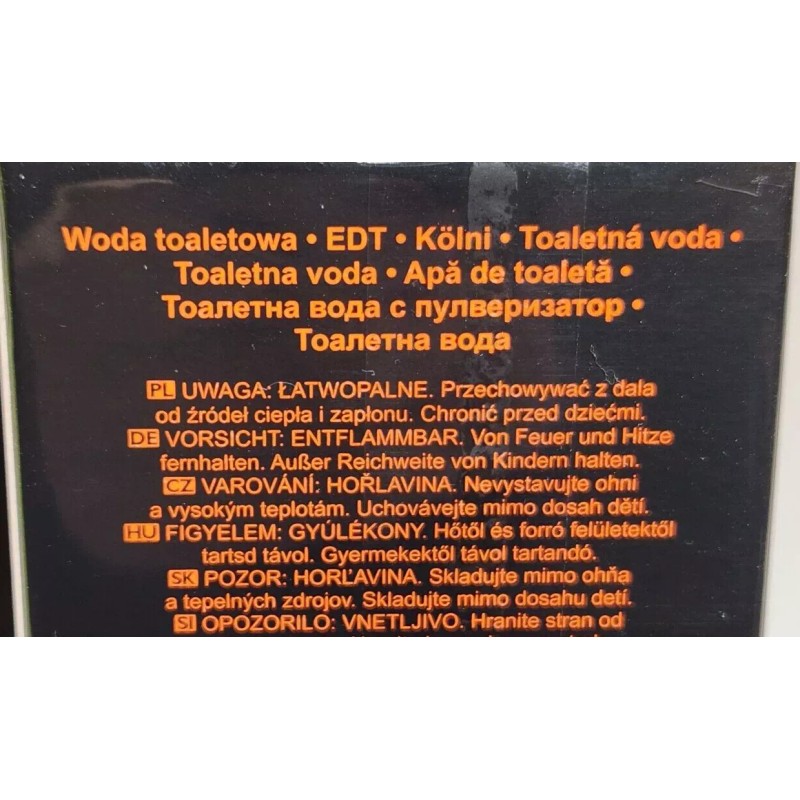 Woda toaletowa • EDT • Kölni • Toaletná voda •
Toaletna voda • Apă de toaletă •
Тоалетна вода с пулверизатор •
Тоалетна вода
PL UWAGA: ŁATWOPALNE. Przechowywać z dala
od źródeł ciepła i zapłonu. Chronić przed dziećmi.
DE VORSICHT: ENTFLAMMBAR. Von Feuer und Hitze
fernhalten. Außer Reichweite von Kindern halten.
CZ VAROVÁNÍ: HOŘLAVINA. Nevystavujte ohni
a vysokým teplotám. Uchovávejte mimo dosah dětí.
HU FIGYELEM: GYÚLÉKONY. Hőtől és forró felületektől
tartsd távol. Gyermekektől távol tartandó.
SK POZOR: HORĽAVINA. Skladujte mimo ohňa
a tepelných zdrojov. Skladujte mimo dosahu detí.
SI OPOZORILO: VNETLJIVO. Hranite stran od